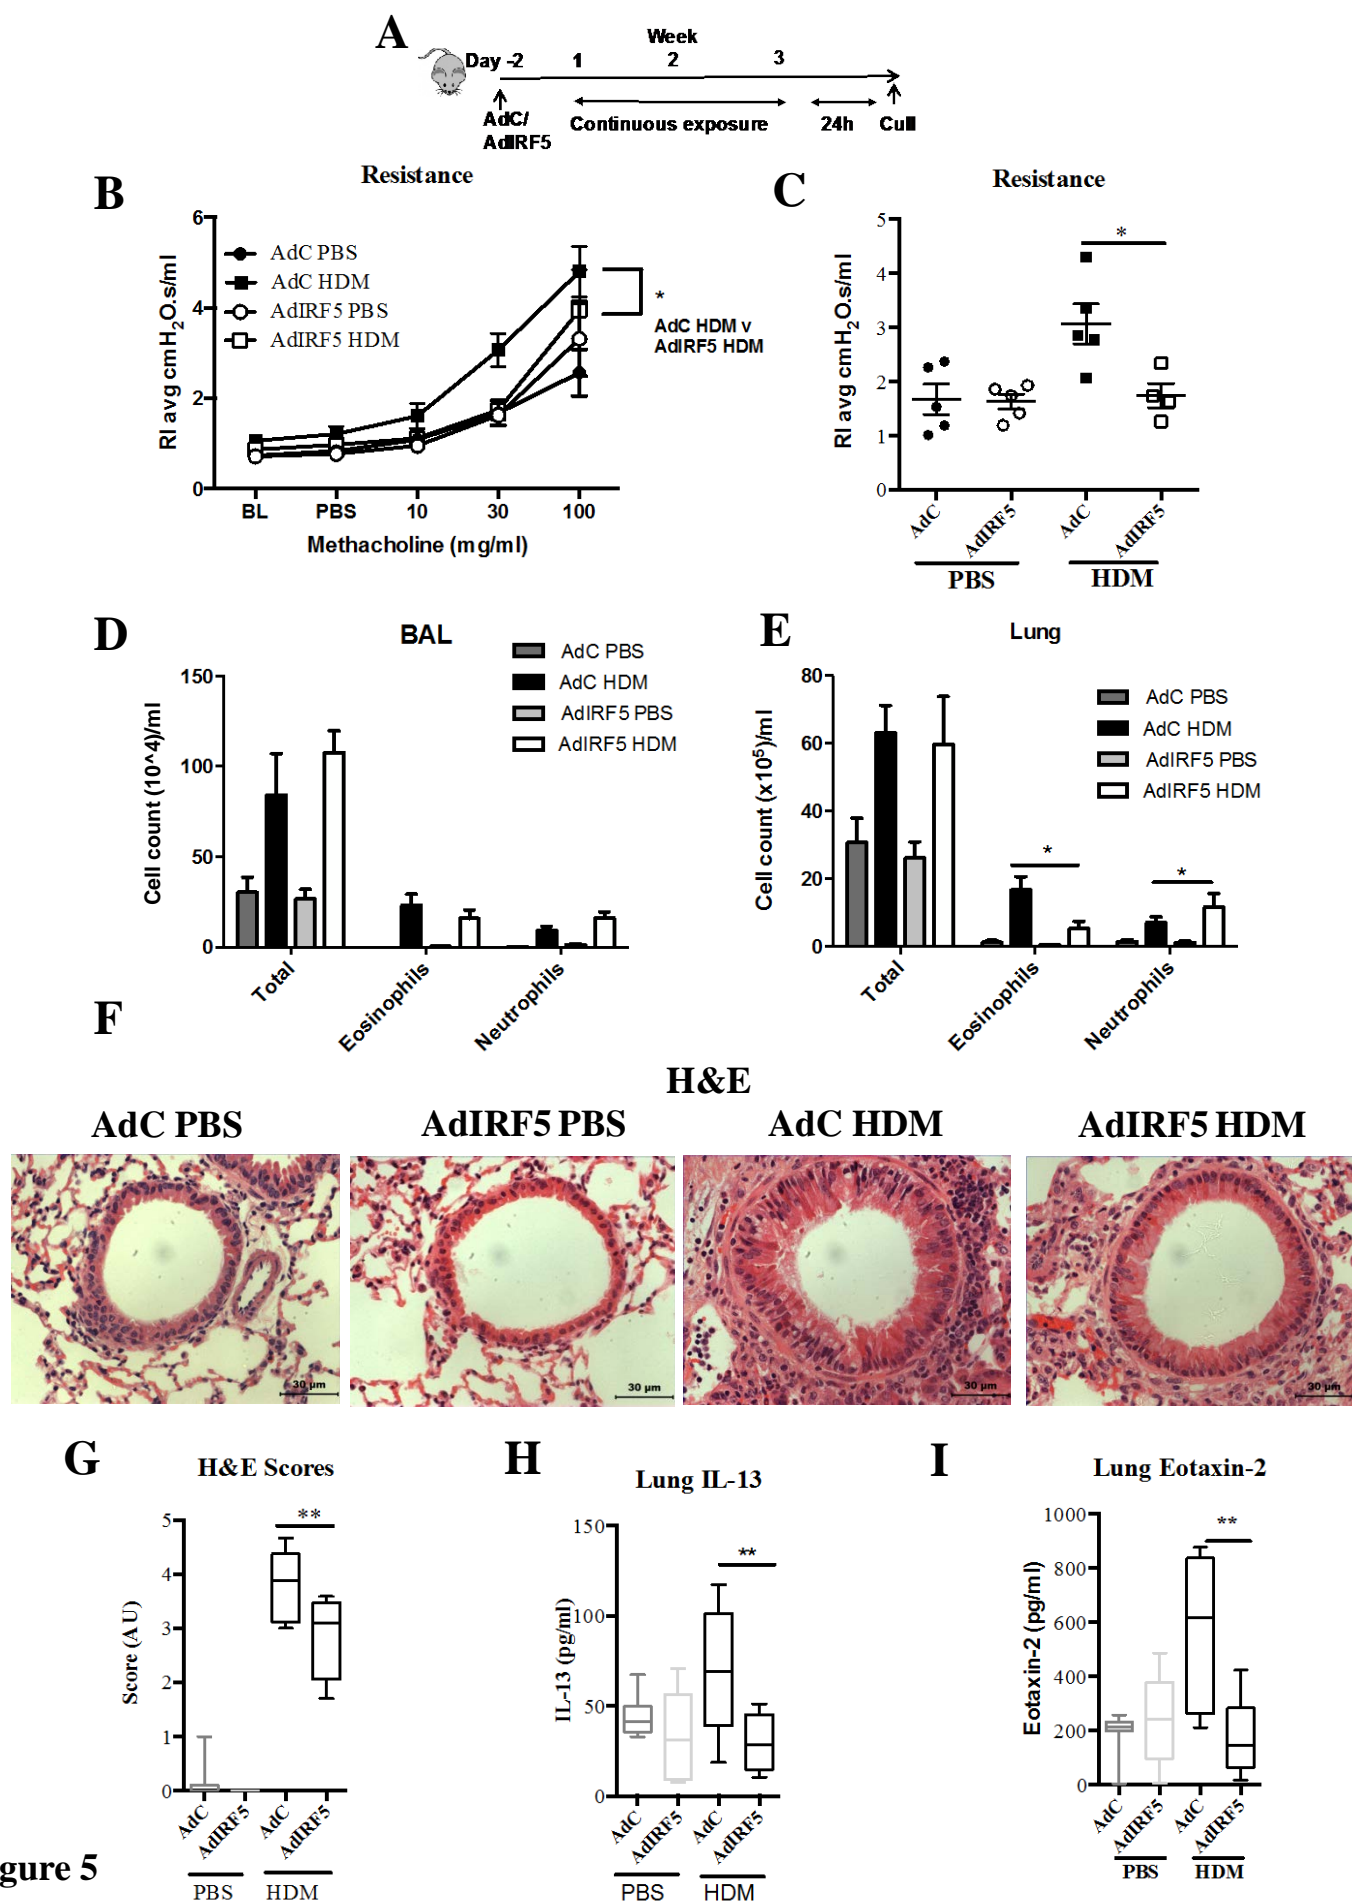 A
Week
Day -2 1 2 3
AdC/
AdIRF5
Continuous exposure 24h Cull
B
Resistance
RI avg cmH2O.s/ml
6
4
2
0
AdC PBS
AdC HDM
AdIRF5 PBS
AdIRF5 HDM
*
AdC HDM v
AdIRF5 HDM
BL PBS 10 30 100
Methacholine (mg/ml)
C
Resistance
RI avg cmH2O.s/ml
5
4
3
2
1
0
*
AdC AdIRF5 AdC AdIRF5
PBS HDM
D
BAL
Cell count (10^4)/ml
150
100
50
0
AdC PBS
AdC HDM
AdIRF5 PBS
AdIRF5 HDM
Total Eosinophils Neutrophils
E
Lung
Cell count (x10⁵)/ml
80
60
40
20
0
AdC PBS
AdC HDM
AdIRF5 PBS
AdIRF5 HDM
* *
Total Eosinophils Neutrophils
F
H&E
AdC PBS AdIRF5 PBS AdC HDM AdIRF5 HDM
30 µm 30 µm 30 µm 30 µm
G
H&E Scores
Score (AU)
5
4
3
2
1
0
**
AdC AdIRF5 AdC AdIRF5
PBS HDM
H
Lung IL-13
IL-13 (pg/ml)
150
100
50
0
**
AdC AdIRF5 AdC AdIRF5
PBS HDM
I
Lung Eotaxin-2
Eotaxin-2 (pg/ml)
1000
800
600
400
200
0
**
AdC AdIRF5 AdC AdIRF5
PBS HDM
gure 5